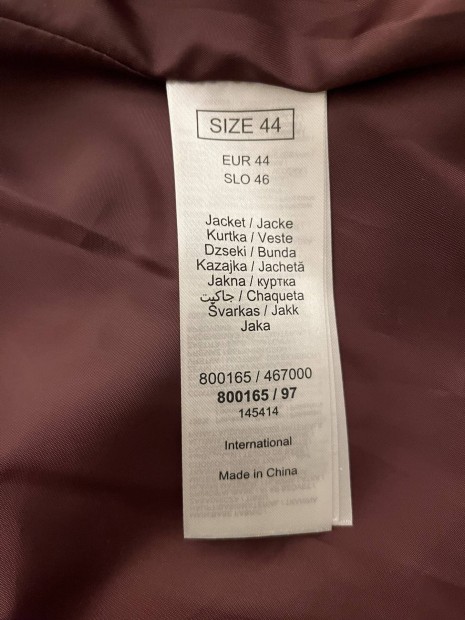 SIZE 44
EUR 44
SLO 46
Jacket / Jacke
Kurtka / Veste
Dzseki / Bunda
Kazajka / Jachetă
Jakna / куртка
جاكيت / Chaqueta
Švarkas / Jakk
Jaka
800165 / 467000
800165 / 97
145414
International
Made in China